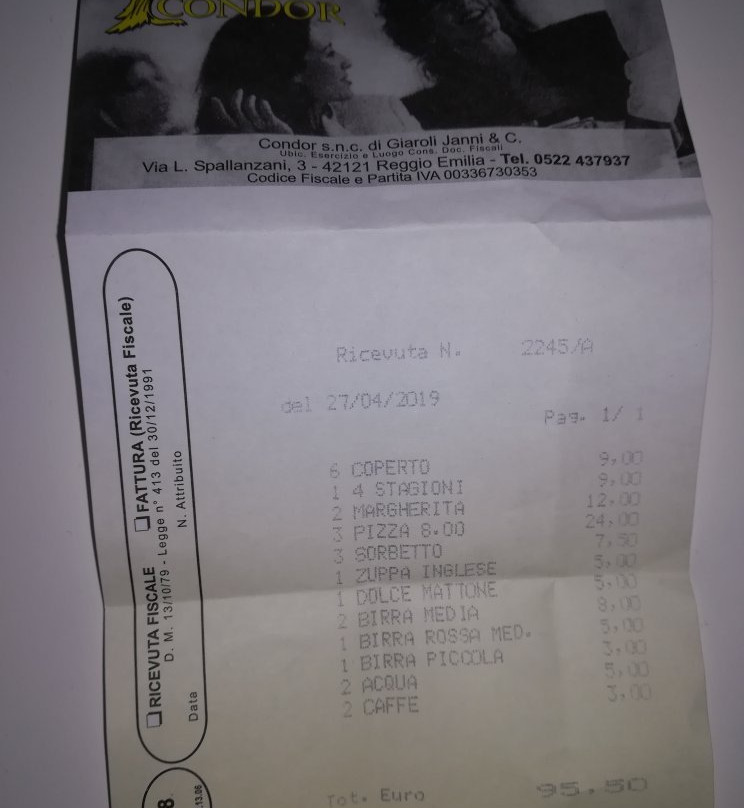 CONDOR
Condor s.n.c. di Giaroli Janni & C.
Ubic. Esercizio e Luogo Cons. Doc. Fiscali
Via L. Spallanzani, 3 - 42121 Reggio Emilia - Tel. 0522 437937
Codice Fiscale e Partita IVA 00336730353
RICEVUTA FISCALE FATTURA (Ricevuta Fiscale)
D. M. 13/10/79 - Legge n° 413 del 30/12/1991
Data N. Attribuito
Ricevuta N. 2245/A
del 27/04/2019
Pag. 1/ 1
6 COPERTO 9,00
1 4 STAGIONI 9,00
2 MARGHERITA 12,00
3 PIZZA 8.00 24,00
3 SORBETTO 7,50
1 ZUPPA INGLESE 5,00
1 DOLCE MATTONE 5,00
2 BIRRA MEDIA 8,00
1 BIRRA ROSSA MED. 5,00
1 BIRRA PICCOLA 3,00
2 ACQUA 5,00
2 CAFFE 3,00
Tot. Euro 95.50